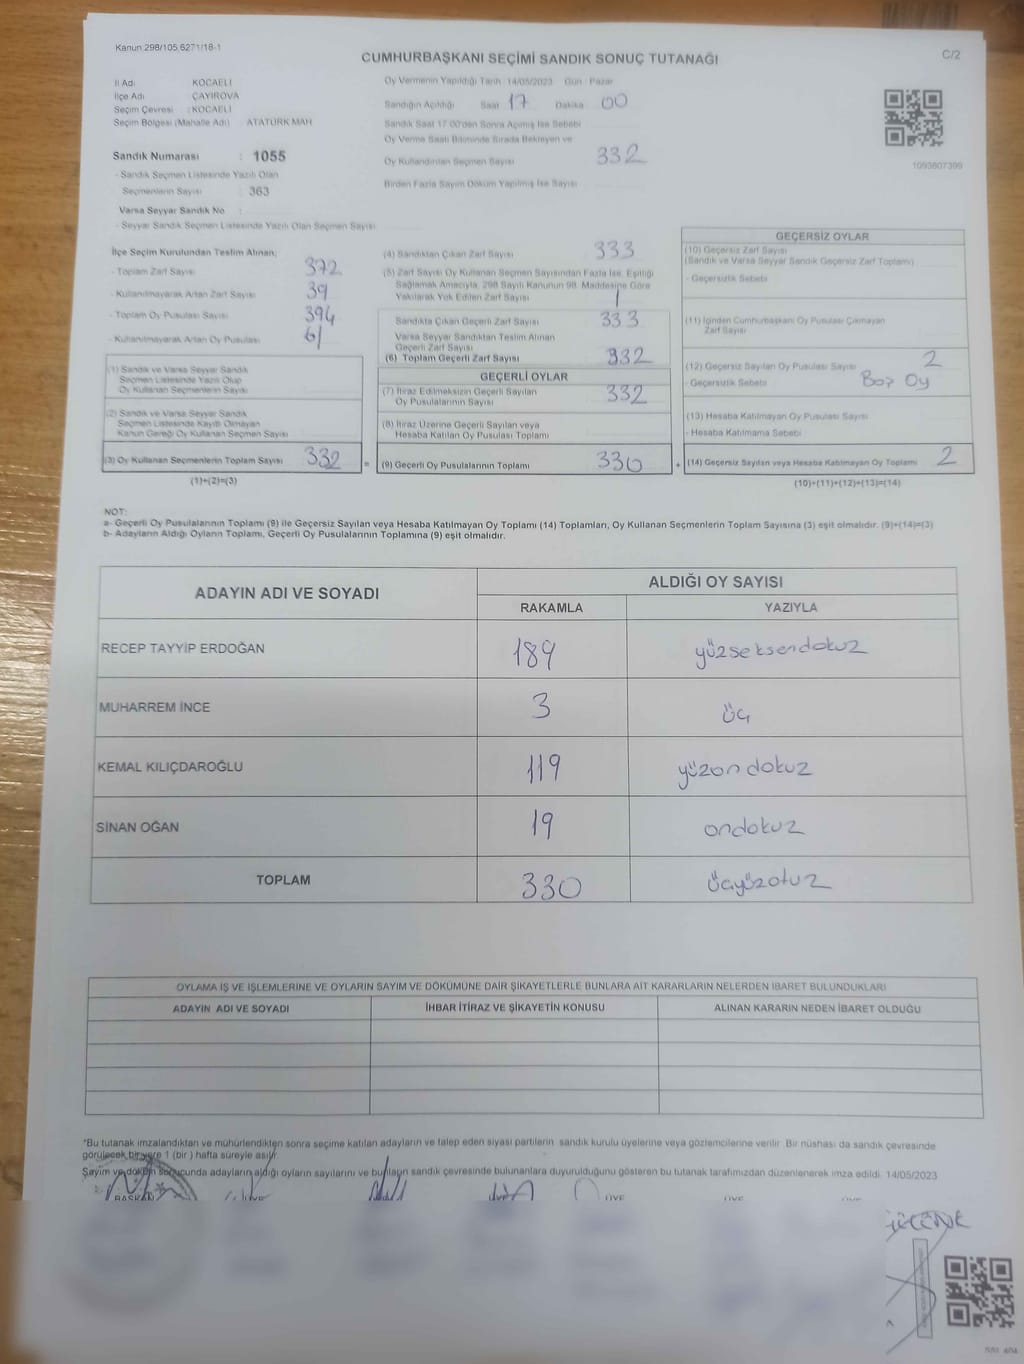 Kanun 298/105,6271/18-1
C/2
CUMHURBAŞKANI SEÇİMİ SANDIK SONUÇ TUTANAĞI
İl Adı KOCAELİ
İlçe Adı ÇAYIROVA
Seçim Çevresi : KOCAELİ
Seçim Bölgesi (Mahalle Adı) : ATATÜRK MAH
Sandık Numarası : 1055
- Sandık Seçmen Listesinde Yazılı Olan
Seçmenlerin Sayısı : 363
Varsa Seyyar Sandık No :
- Seyyar Sandık Seçmen Listesinde Yazılı Olan Seçmen Sayısı
Oy Vermenin Yapıldığı Tarih 14/05/2023 Gün Pazar
Sandığın Açıldığı Saat 17 Dakika 00
Sandık Saat 17.00'den Sonra Açılmış İse Sebebi
Oy Verme Saati Bitiminde Sırada Bekleyen ve
Oy Kullandırılan Seçmen Sayısı 332
Birden Fazla Sayım Döküm Yapılmış İse Sayısı
1093807399
İlçe Seçim Kurulundan Teslim Alınan;
- Toplam Zarf Sayısı 372
- Kullanılmayarak Artan Zarf Sayısı 39
- Toplam Oy Pusulası Sayısı 394
- Kullanılmayarak Artan Oy Pusulası 61
(1) Sandık ve Varsa Seyyar Sandık
Seçmen Listesinde Yazılı Olup
Oy Kullanan Seçmenlerin Sayısı
(2) Sandık ve Varsa Seyyar Sandık
Seçmen Listesinde Kayıtlı Olmayan
Kanun Gereği Oy Kullanan Seçmen Sayısı
(3) Oy Kullanan Seçmenlerin Toplam Sayısı 332
(1)+(2)=(3)
(4) Sandıktan Çıkan Zarf Sayısı 333
(5) Zarf Sayısı Oy Kullanan Seçmen Sayısından Fazla İse, Eşitliği
Sağlamak Amacıyla, 298 Sayılı Kanunun 98. Maddesine Göre
Yakılarak Yok Edilen Zarf Sayısı 1
Sandıkta Çıkan Geçerli Zarf Sayısı 333
Varsa Seyyar Sandıktan Teslim Alınan
Geçerli Zarf Sayısı
(6) Toplam Geçerli Zarf Sayısı 332
GEÇERLİ OYLAR
(7) İtiraz Edilmeksizin Geçerli Sayılan
Oy Pusulalarının Sayısı 332
(8) İtiraz Üzerine Geçerli Sayılan veya
Hesaba Katılan Oy Pusulası Toplamı
= (9) Geçerli Oy Pusulalarının Toplamı 330
GEÇERSİZ OYLAR
(10) Geçersiz Zarf Sayısı
(Sandık ve Varsa Seyyar Sandık Geçersiz Zarf Toplamı)
- Geçersizlik Sebebi
(11) İçinden Cumhurbaşkanı Oy Pusulası Çıkmayan
Zarf Sayısı
(12) Geçersiz Sayılan Oy Pusulası Sayısı 2
- Geçersizlik Sebebi Boş Oy
(13) Hesaba Katılmayan Oy Pusulası Sayısı
- Hesaba Katılmama Sebebi
+ (14) Geçersiz Sayılan veya Hesaba Katılmayan Oy Toplamı 2
(10)+(11)+(12)+(13)=(14)
NOT:
a- Geçerli Oy Pusulalarının Toplamı (9) ile Geçersiz Sayılan veya Hesaba Katılmayan Oy Toplamı (14) Toplamları, Oy Kullanan Seçmenlerin Toplam Sayısına (3) eşit olmalıdır. (9)+(14)=(3)
b- Adayların Aldığı Oyların Toplamı, Geçerli Oy Pusulalarının Toplamına (9) eşit olmalıdır.
ADAYIN ADI VE SOYADI ALDIĞI OY SAYISI
RAKAMLA YAZIYLA
RECEP TAYYİP ERDOĞAN 189 yüzseksendokuz
MUHARREM İNCE 3 üç
KEMAL KILIÇDAROĞLU 119 yüzondokuz
SİNAN OĞAN 19 ondokuz
TOPLAM 330 üçyüzotuz
OYLAMA İŞ VE İŞLEMLERİNE VE OYLARIN SAYIM VE DÖKÜMÜNE DAİR ŞİKAYETLERLE BUNLARA AİT KARARLARIN NELERDEN İBARET BULUNDUKLARI
ADAYIN ADI VE SOYADI İHBAR İTİRAZ VE ŞİKAYETİN KONUSU ALINAN KARARIN NEDEN İBARET OLDUĞU
*Bu tutanak imzalandıktan ve mühürlendikten sonra seçime katılan adayların ve talep eden siyasi partilerin sandık kurulu üyelerine veya gözlemcilerine verilir. Bir nüshası da sandık çevresinde
görülecek bir yere 1 (bir) hafta süreyle asılır.
Sayım ve döküm sonucunda adayların aldığı oyların sayılarını ve bunların sandık çevresinde bulunanlara duyurulduğunu gösteren bu tutanak tarafımızdan düzenlenerek imza edildi. 14/05/2023
BAŞKAN ÜYE ÜYE ÜYE